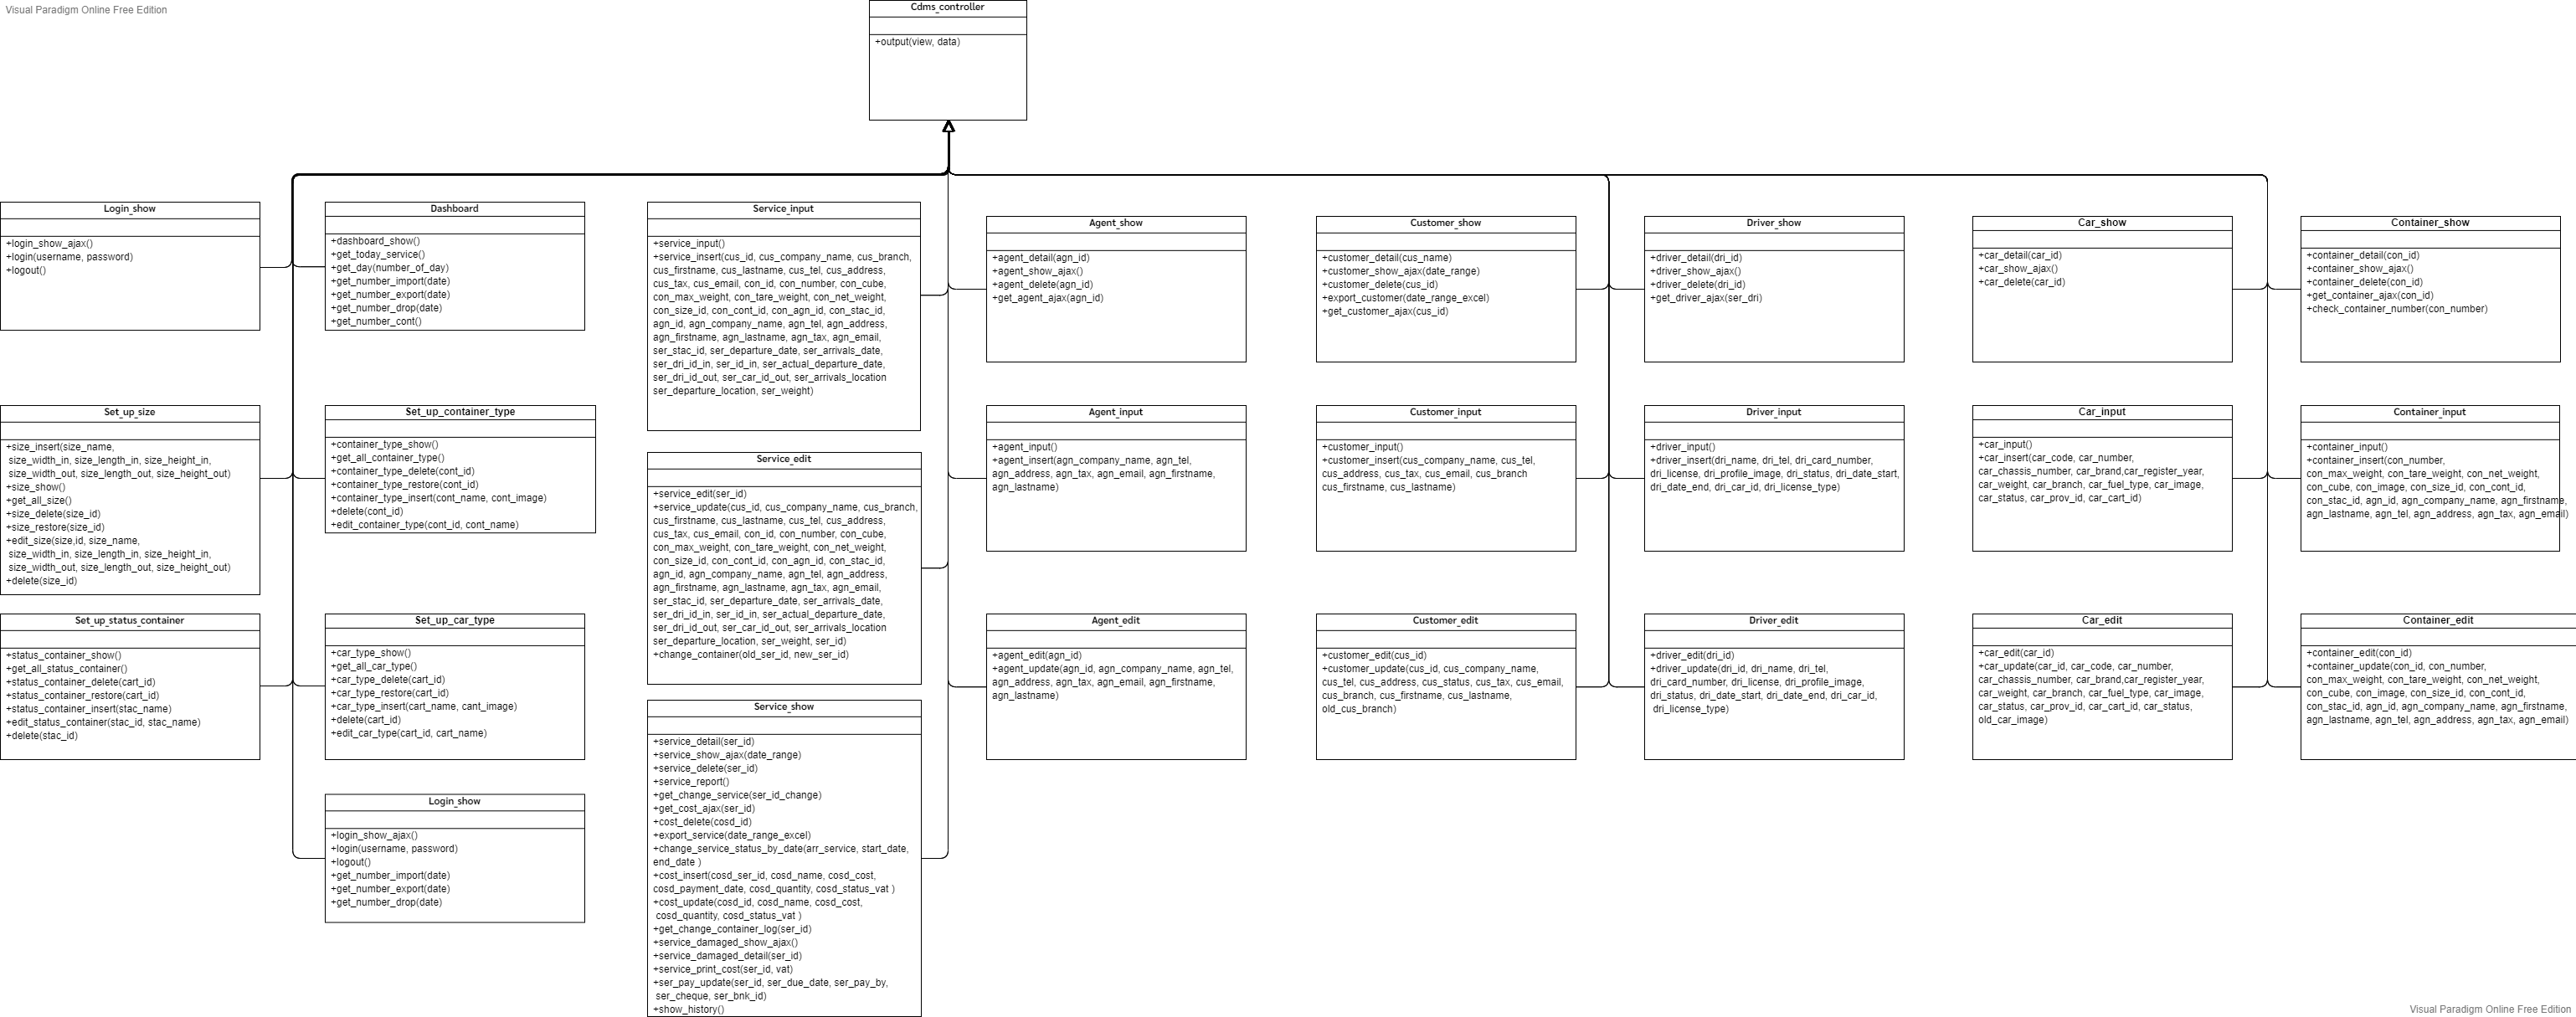 Visual Paradigm Online Free Edition
Cdms_controller
+output(view, data)
Login_show
+login_show_ajax()
+login(username, password)
+logout()
Dashboard
+dashboard_show()
+get_today_service()
+get_day(number_of_day)
+get_number_import(date)
+get_number_export(date)
+get_number_drop(date)
+get_number_cont()
Service_input
+service_input()
+service_insert(cus_id, cus_company_name, cus_branch,
cus_firstname, cus_lastname, cus_tel, cus_address,
cus_tax, cus_email, con_id, con_number, con_cube,
con_max_weight, con_tare_weight, con_net_weight,
con_size_id, con_cont_id, con_agn_id, con_stac_id,
agn_id, agn_company_name, agn_tel, agn_address,
agn_firstname, agn_lastname, agn_tax, agn_email,
ser_stac_id, ser_departure_date, ser_arrivals_date,
ser_dri_id_in, ser_id_in, ser_actual_departure_date,
ser_dri_id_out, ser_car_id_out, ser_arrivals_location
ser_departure_location, ser_weight)
Agent_show
+agent_detail(agn_id)
+agent_show_ajax()
+agent_delete(agn_id)
+get_agent_ajax(agn_id)
Customer_show
+customer_detail(cus_name)
+customer_show_ajax(date_range)
+customer_delete(cus_id)
+export_customer(date_range_excel)
+get_customer_ajax(cus_id)
Driver_show
+driver_detail(dri_id)
+driver_show_ajax()
+driver_delete(dri_id)
+get_driver_ajax(ser_dri)
Car_show
+car_detail(car_id)
+car_show_ajax()
+car_delete(car_id)
Container_show
+container_detail(con_id)
+container_show_ajax()
+container_delete(con_id)
+get_container_ajax(con_id)
+check_container_number(con_number)
Set_up_size
+size_insert(size_name,
size_width_in, size_length_in, size_height_in,
size_width_out, size_length_out, size_height_out)
+size_show()
+get_all_size()
+size_delete(size_id)
+size_restore(size_id)
+edit_size(size,id, size_name,
size_width_in, size_length_in, size_height_in,
size_width_out, size_length_out, size_height_out)
+delete(size_id)
Set_up_container_type
+container_type_show()
+get_all_container_type()
+container_type_delete(cont_id)
+container_type_restore(cont_id)
+container_type_insert(cont_name, cont_image)
+delete(cont_id)
+edit_container_type(cont_id, cont_name)
Service_edit
+service_edit(ser_id)
+service_update(cus_id, cus_company_name, cus_branch,
cus_firstname, cus_lastname, cus_tel, cus_address,
cus_tax, cus_email, con_id, con_number, con_cube,
con_max_weight, con_tare_weight, con_net_weight,
con_size_id, con_cont_id, con_agn_id, con_stac_id,
agn_id, agn_company_name, agn_tel, agn_address,
agn_firstname, agn_lastname, agn_tax, agn_email,
ser_stac_id, ser_departure_date, ser_arrivals_date,
ser_dri_id_in, ser_id_in, ser_actual_departure_date,
ser_dri_id_out, ser_car_id_out, ser_arrivals_location
ser_departure_location, ser_weight, ser_id)
+change_container(old_ser_id, new_ser_id)
Agent_input
+agent_input()
+agent_insert(agn_company_name, agn_tel,
agn_address, agn_tax, agn_email, agn_firstname,
agn_lastname)
Customer_input
+customer_input()
+customer_insert(cus_company_name, cus_tel,
cus_address, cus_tax, cus_email, cus_branch
cus_firstname, cus_lastname)
Driver_input
+driver_input()
+driver_insert(dri_name, dri_tel, dri_card_number,
dri_license, dri_profile_image, dri_status, dri_date_start,
dri_date_end, dri_car_id, dri_license_type)
Car_input
+car_input()
+car_insert(car_code, car_number,
car_chassis_number, car_brand,car_register_year,
car_weight, car_branch, car_fuel_type, car_image,
car_status, car_prov_id, car_cart_id)
Container_input
+container_input()
+container_insert(con_number,
con_max_weight, con_tare_weight, con_net_weight,
con_cube, con_image, con_size_id, con_cont_id,
con_stac_id, agn_id, agn_company_name, agn_firstname,
agn_lastname, agn_tel, agn_address, agn_tax, agn_email)
Set_up_status_container
+status_container_show()
+get_all_status_container()
+status_container_delete(cart_id)
+status_container_restore(cart_id)
+status_container_insert(stac_name)
+edit_status_container(stac_id, stac_name)
+delete(stac_id)
Set_up_car_type
+car_type_show()
+get_all_car_type()
+car_type_delete(cart_id)
+car_type_restore(cart_id)
+car_type_insert(cart_name, cant_image)
+delete(cart_id)
+edit_car_type(cart_id, cart_name)
Agent_edit
+agent_edit(agn_id)
+agent_update(agn_id, agn_company_name, agn_tel,
agn_address, agn_tax, agn_email, agn_firstname,
agn_lastname)
Customer_edit
+customer_edit(cus_id)
+customer_update(cus_id, cus_company_name,
cus_tel, cus_address, cus_status, cus_tax, cus_email,
cus_branch, cus_firstname, cus_lastname,
old_cus_branch)
Driver_edit
+driver_edit(dri_id)
+driver_update(dri_id, dri_name, dri_tel,
dri_card_number, dri_license, dri_profile_image,
dri_status, dri_date_start, dri_date_end, dri_car_id,
dri_license_type)
Car_edit
+car_edit(car_id)
+car_update(car_id, car_code, car_number,
car_chassis_number, car_brand,car_register_year,
car_weight, car_branch, car_fuel_type, car_image,
car_status, car_prov_id, car_cart_id, car_status,
old_car_image)
Container_edit
+container_edit(con_id)
+container_update(con_id, con_number,
con_max_weight, con_tare_weight, con_net_weight,
con_cube, con_image, con_size_id, con_cont_id,
con_stac_id, agn_id, agn_company_name, agn_firstname,
agn_lastname, agn_tel, agn_address, agn_tax, agn_email)
Service_show
+service_detail(ser_id)
+service_show_ajax(date_range)
+service_delete(ser_id)
+service_report()
+get_change_service(ser_id_change)
+get_cost_ajax(ser_id)
+cost_delete(cosd_id)
+export_service(date_range_excel)
+change_service_status_by_date(arr_service, start_date,
end_date )
+cost_insert(cosd_ser_id, cosd_name, cosd_cost,
cosd_payment_date, cosd_quantity, cosd_status_vat )
+cost_update(cosd_id, cosd_name, cosd_cost,
cosd_quantity, cosd_status_vat )
+get_change_container_log(ser_id)
+service_damaged_show_ajax()
+service_damaged_detail(ser_id)
+service_print_cost(ser_id, vat)
+ser_pay_update(ser_id, ser_due_date, ser_pay_by,
ser_cheque, ser_bnk_id)
+show_history()
Login_show
+login_show_ajax()
+login(username, password)
+logout()
+get_number_import(date)
+get_number_export(date)
+get_number_drop(date)
Visual Paradigm Online Free Edition